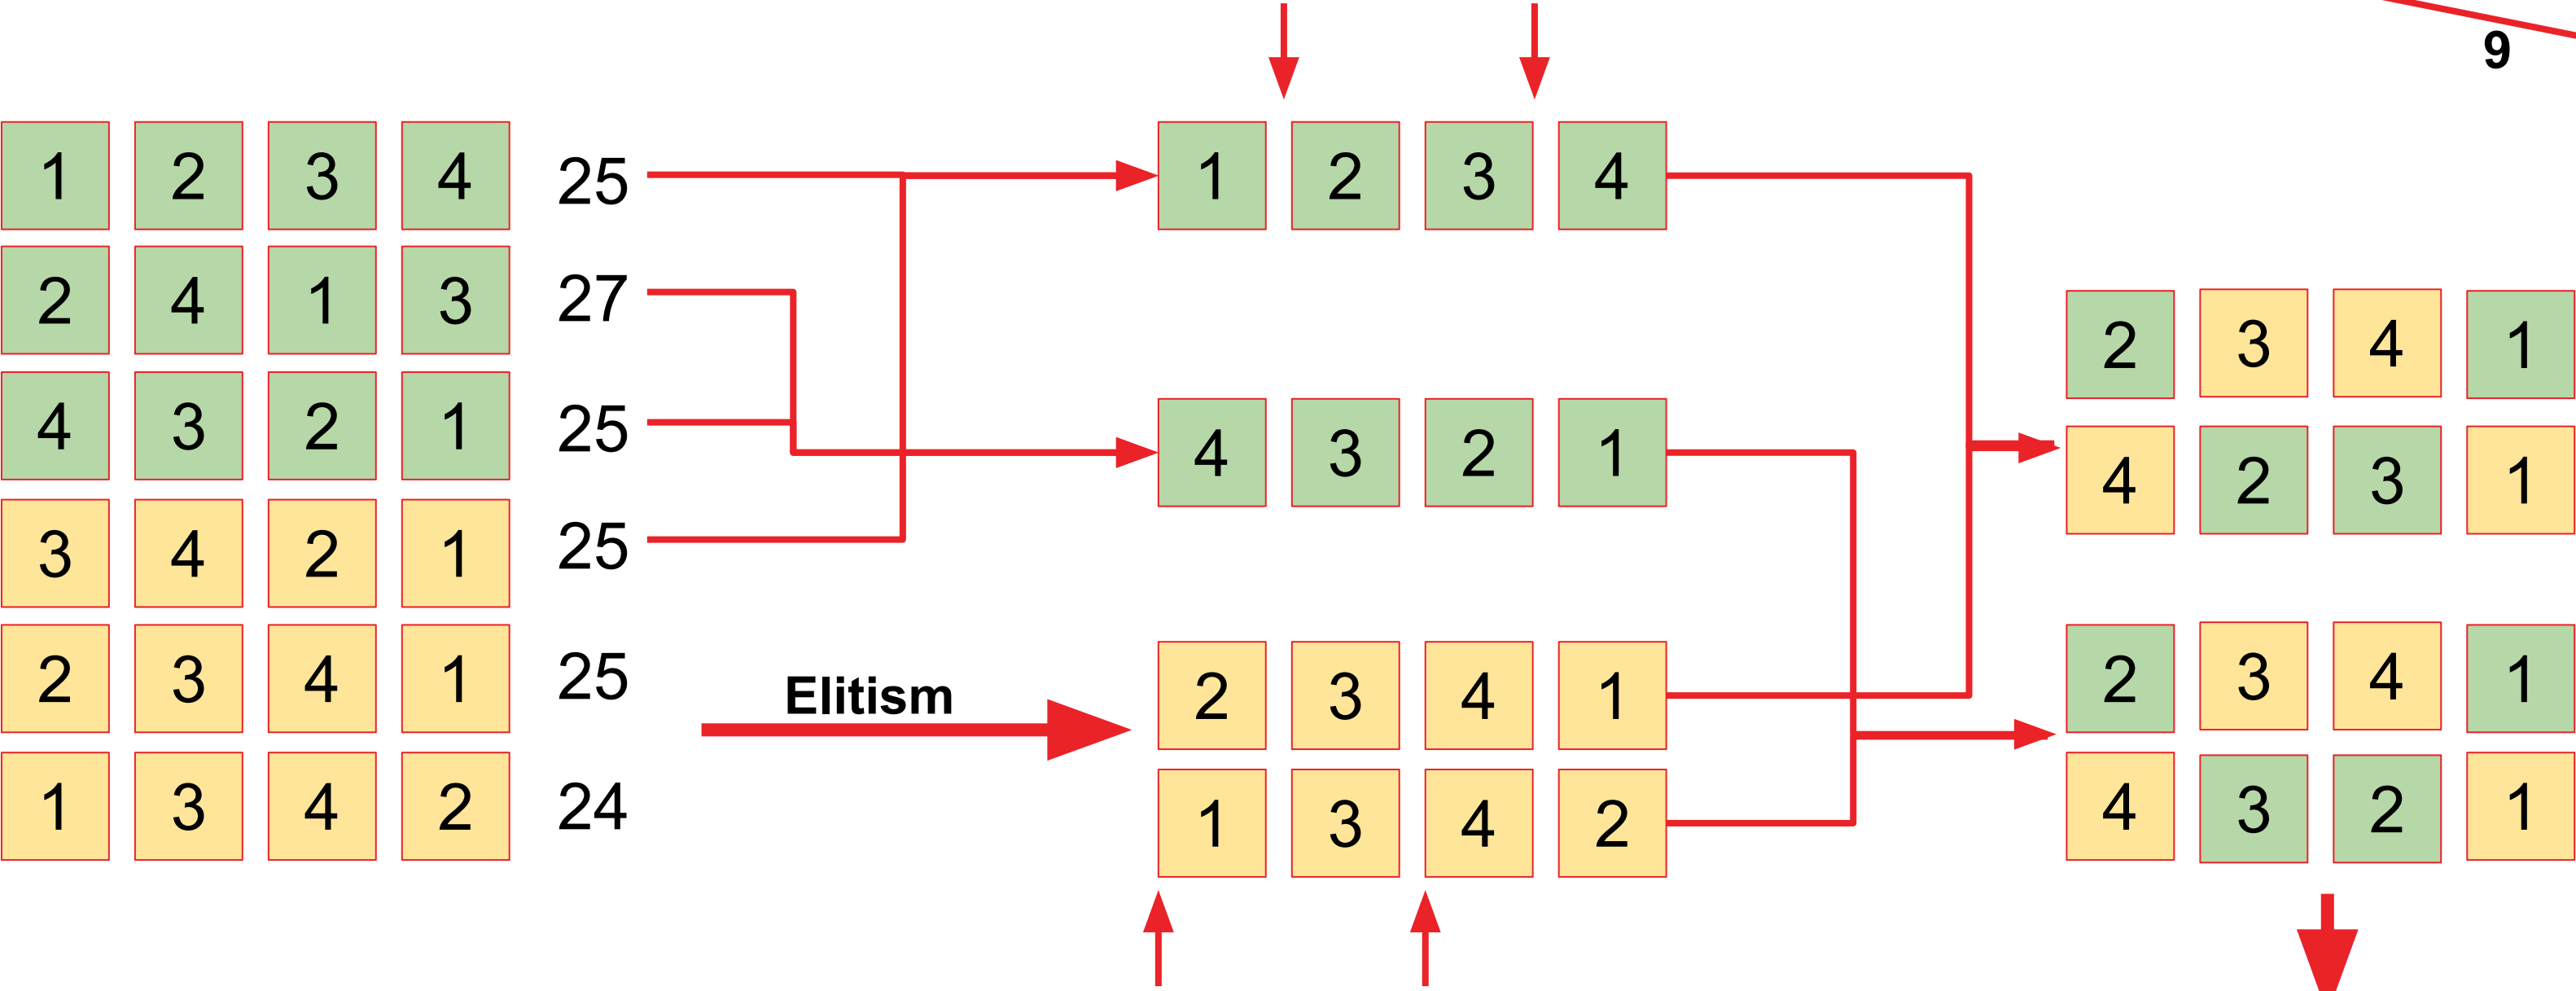 9
1 2 3 4 25
2 4 1 3 27
4 3 2 1 25
3 4 2 1 25
2 3 4 1 25
1 3 4 2 24
Elitism
1 2 3 4
4 3 2 1
2 3 4 1
1 3 4 2
2 3 4 1
4 2 3 1
2 3 4 1
4 3 2 1